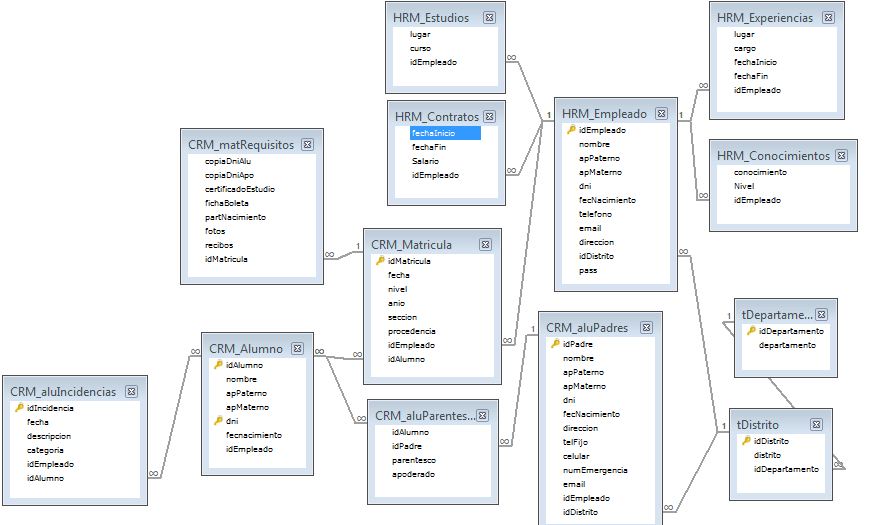 HRM_Estudios
lugar
curso
idEmpleado
HRM_Experiencias
lugar
cargo
fechaInicio
fechaFin
idEmpleado
HRM_Contratos
fechaInicio
fechaFin
Salario
idEmpleado
HRM_Empleado
idEmpleado
nombre
apPaterno
apMaterno
dni
fecNacimiento
telefono
email
direccion
idDistrito
pass
HRM_Conocimientos
conocimiento
Nivel
idEmpleado
CRM_matRequisitos
copiaDniAlu
copiaDniApo
certificadoEstudio
fichaBoleta
partNacimiento
fotos
recibos
idMatricula
CRM_Matricula
idMatricula
fecha
nivel
anio
seccion
procedencia
idEmpleado
idAlumno
CRM_Alumno
idAlumno
nombre
apPaterno
apMaterno
dni
fecnacimiento
idEmpleado
CRM_aluIncidencias
idIncidencia
fecha
descripcion
categoria
idEmpleado
idAlumno
CRM_aluParentes...
idAlumno
idPadre
parentesco
apoderado
CRM_aluPadres
idPadre
nombre
apPaterno
apMaterno
dni
fecNacimiento
direccion
telFijo
celular
numEmergencia
email
idEmpleado
idDistrito
tDepartame...
idDepartamento
departamento
tDistrito
idDistrito
distrito
idDepartamento
1
∞
∞
1
∞
∞
1
∞
∞
∞
∞
∞
∞
∞
1
∞
∞
1
1
∞
∞